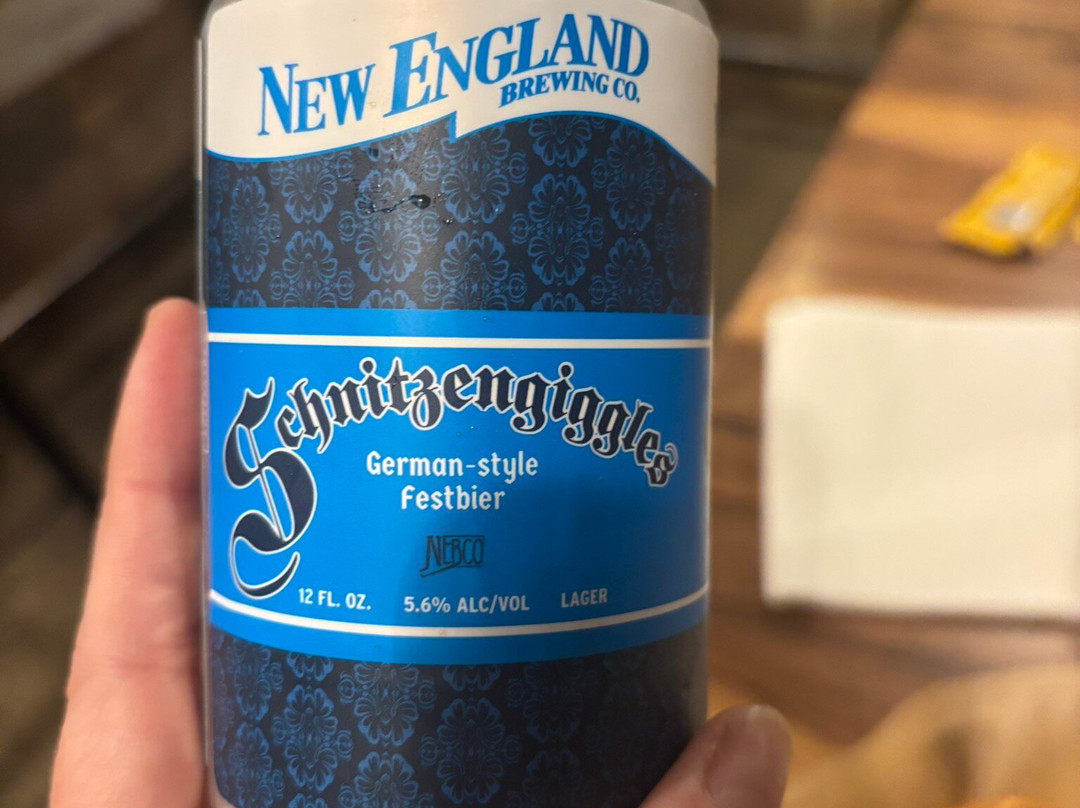 NEW ENGLAND
BREWING CO.
Schnitzengiggles
German-style
Festbier
NEBCO
12 FL. OZ. 5.6% ALC/VOL LAGER